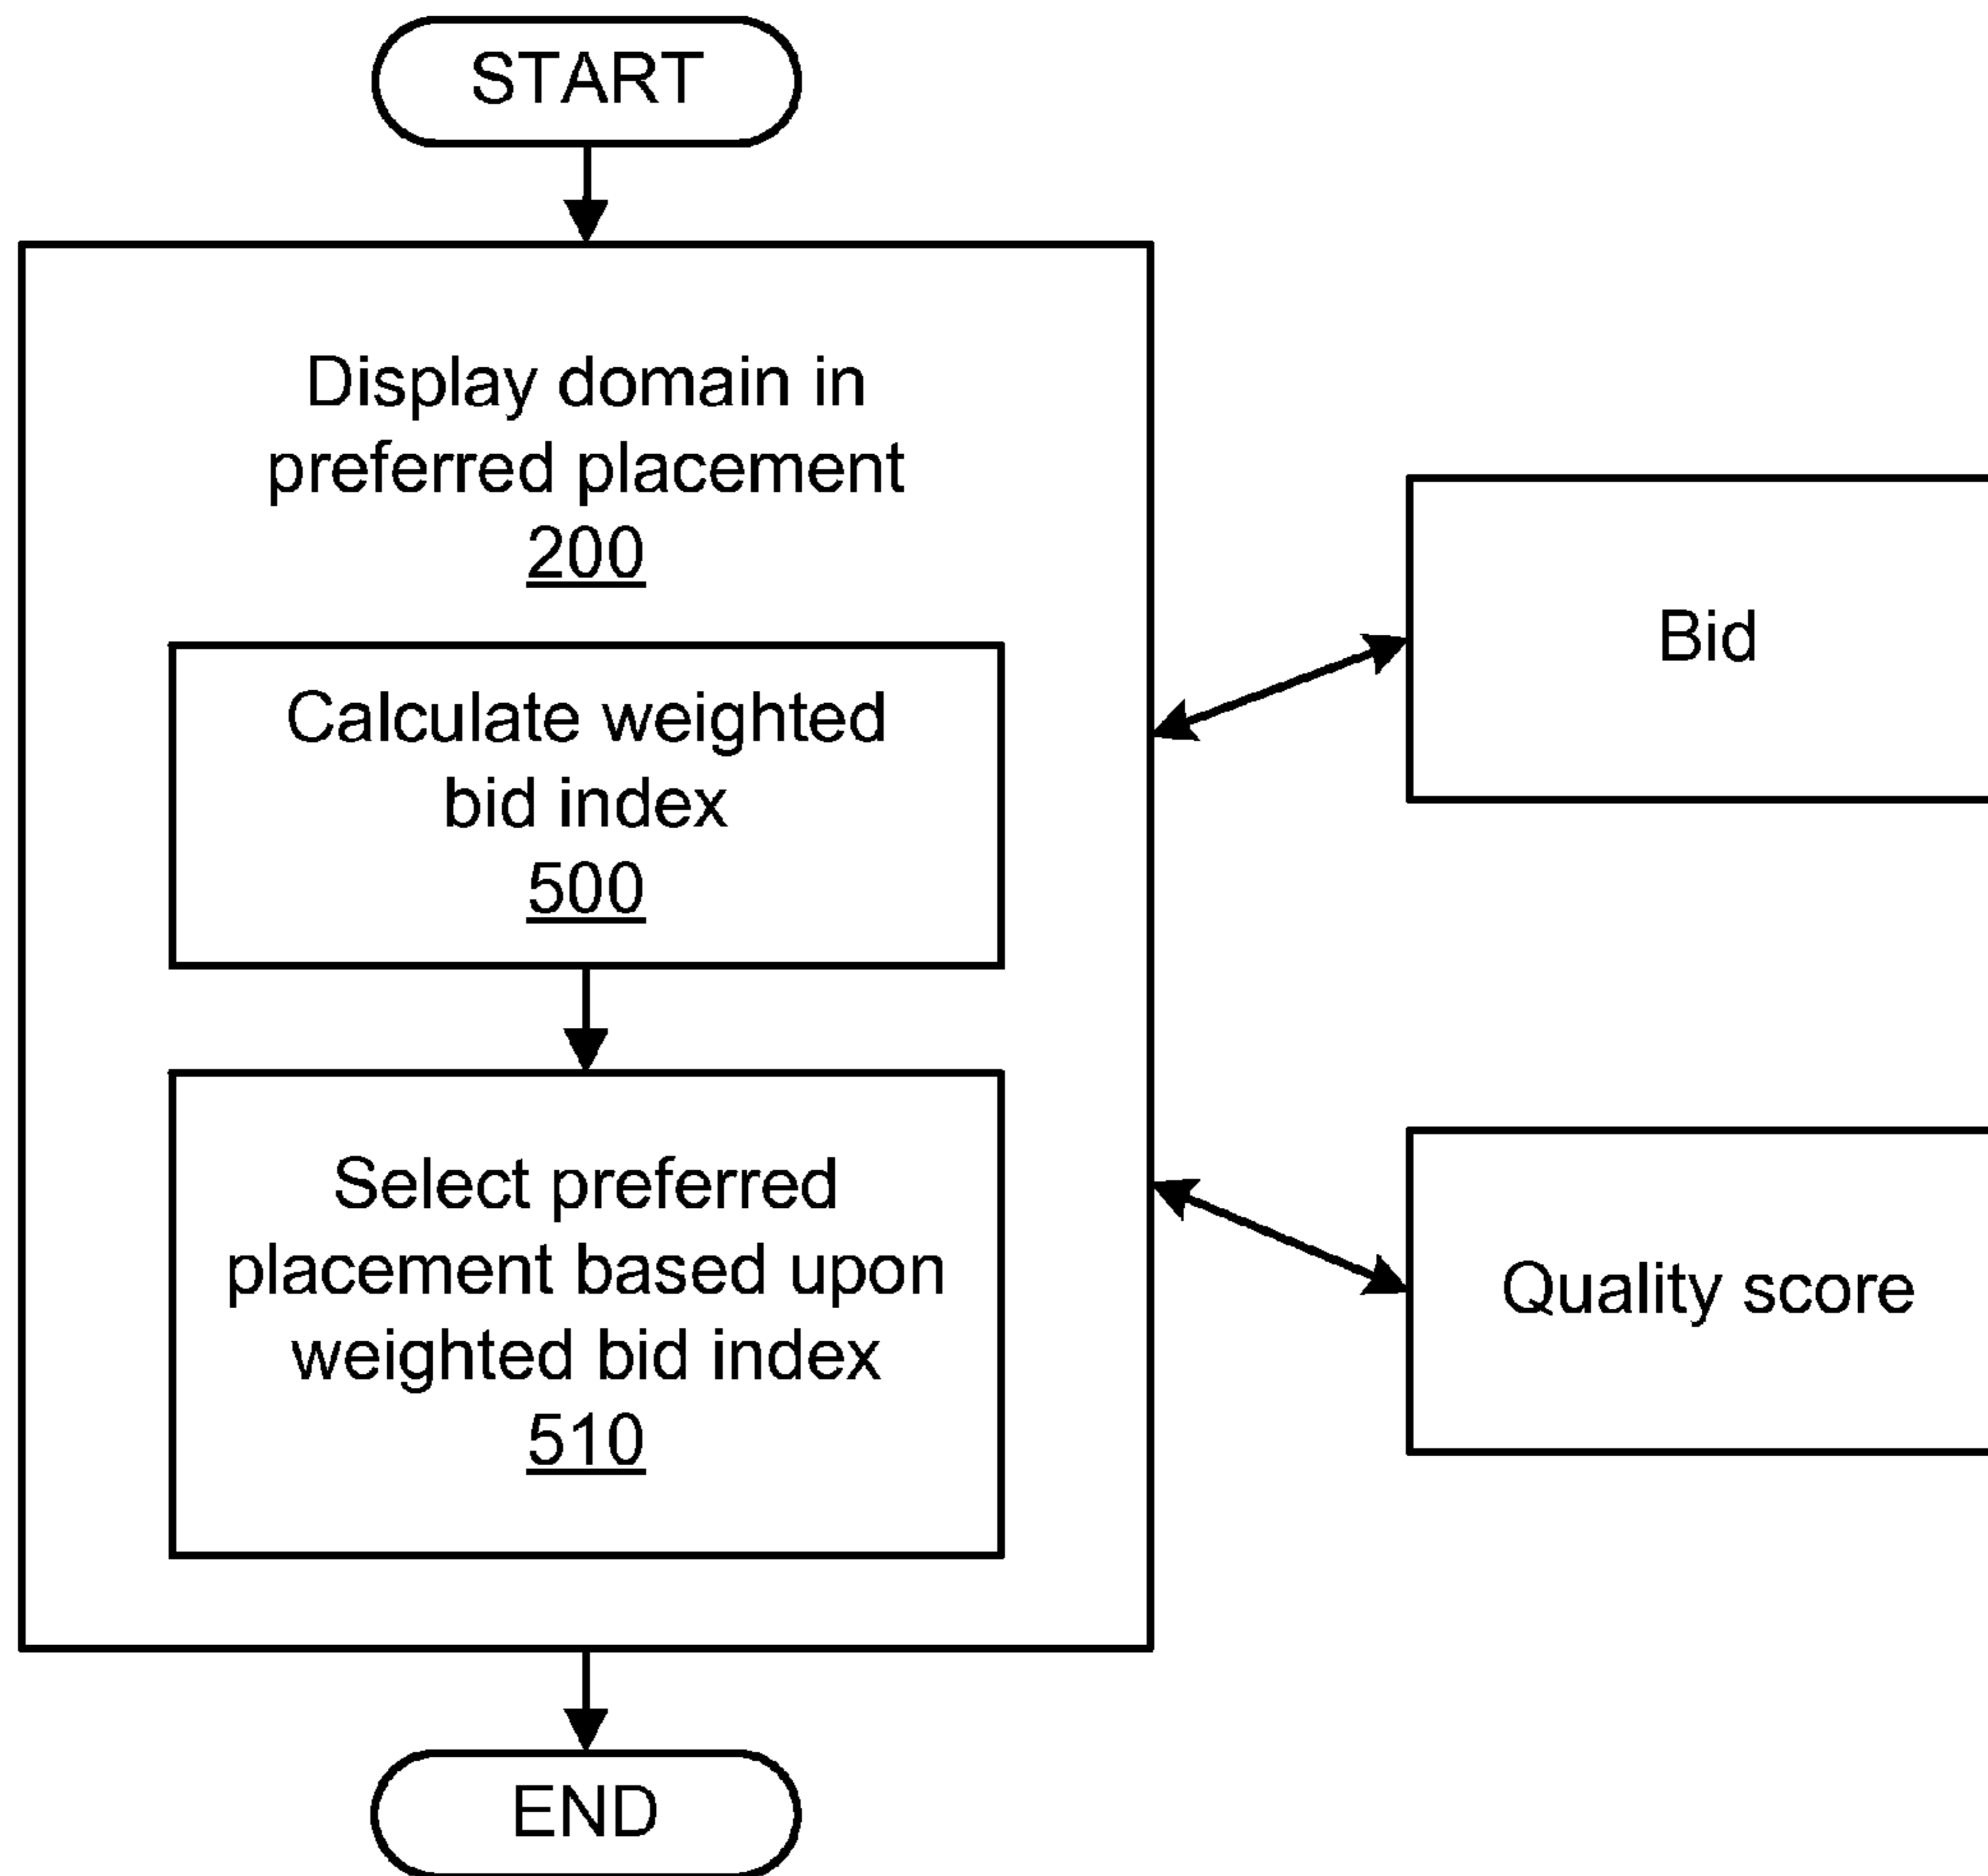 START
Display domain in
preferred placement
200
Calculate weighted
bid index
500
Select preferred
placement based upon
weighted bid index
510
END
Bid
Quality score